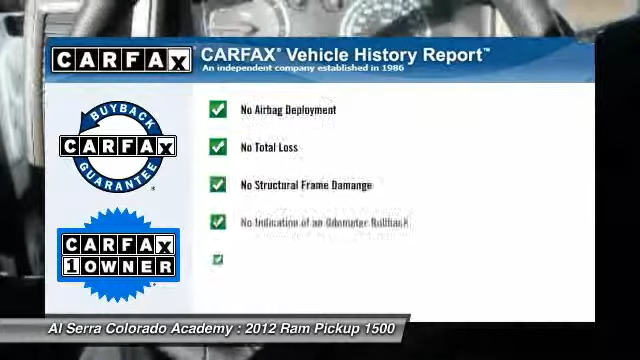 CARFAX® CARFAX® Vehicle History Report™
An independent company established in 1986
BUYBACK
CARFAX
GUARANTEE
No Airbag Deployment
No Total Loss
No Structural Frame Damange
No Indication of an Odometer Rollback
CARFAX
1 OWNER
Al Serra Colorado Academy : 2012 Ram Pickup 1500